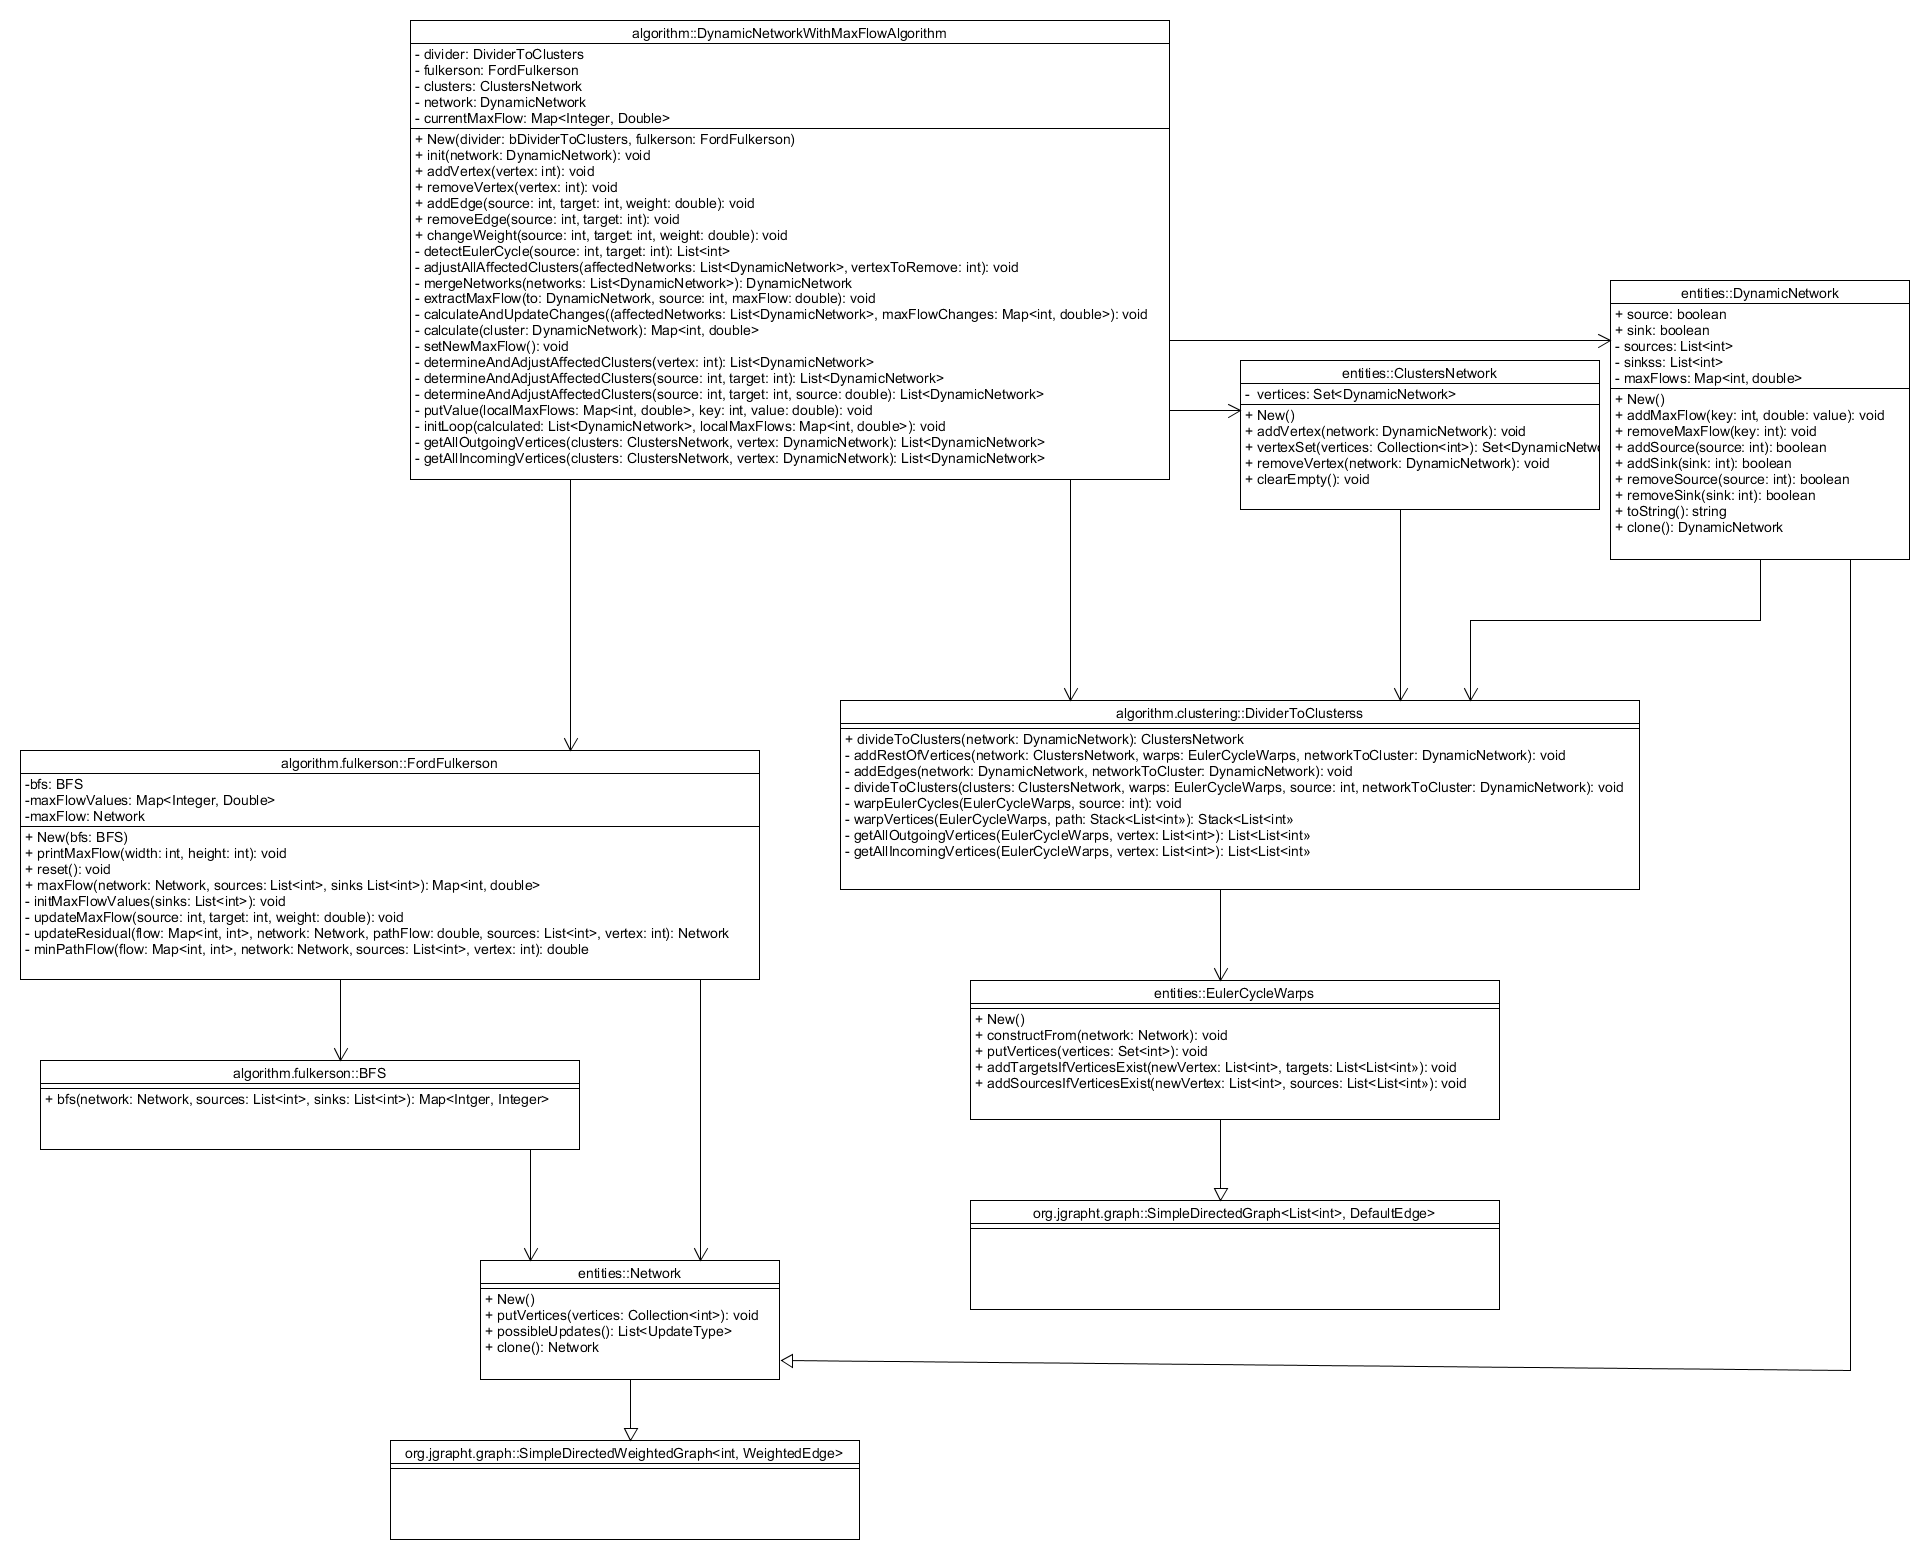 algorithm::DynamicNetworkWithMaxFlowAlgorithm
- divider: DividerToClusters
- fulkerson: FordFulkerson
- clusters: ClustersNetwork
- network: DynamicNetwork
- currentMaxFlow: Map<Integer, Double>
+ New(divider: bDividerToClusters, fulkerson: FordFulkerson)
+ init(network: DynamicNetwork): void
+ addVertex(vertex: int): void
+ removeVertex(vertex: int): void
+ addEdge(source: int, target: int, weight: double): void
+ removeEdge(source: int, target: int): void
+ changeWeight(source: int, target: int, weight: double): void
- detectEulerCycle(source: int, target: int): List<int>
- adjustAllAffectedClusters(affectedNetworks: List<DynamicNetwork>, vertexToRemove: int): void
- mergeNetworks(networks: List<DynamicNetwork>): DynamicNetwork
- extractMaxFlow(to: DynamicNetwork, source: int, maxFlow: double): void
- calculateAndUpdateChanges((affectedNetworks: List<DynamicNetwork>, maxFlowChanges: Map<int, double>): void
- calculate(cluster: DynamicNetwork): Map<int, double>
- setNewMaxFlow(): void
- determineAndAdjustAffectedClusters(vertex: int): List<DynamicNetwork>
- determineAndAdjustAffectedClusters(source: int, target: int): List<DynamicNetwork>
- determineAndAdjustAffectedClusters(source: int, target: int, source: double): List<DynamicNetwork>
- putValue(localMaxFlows: Map<int, double>, key: int, value: double): void
- initLoop(calculated: List<DynamicNetwork>, localMaxFlows: Map<int, double>): void
- getAllOutgoingVertices(clusters: ClustersNetwork, vertex: DynamicNetwork): List<DynamicNetwork>
- getAllIncomingVertices(clusters: ClustersNetwork, vertex: DynamicNetwork): List<DynamicNetwork>
entities::DynamicNetwork
+ source: boolean
+ sink: boolean
- sources: List<int>
- sinkss: List<int>
- maxFlows: Map<int, double>
+ New()
+ addMaxFlow(key: int, double: value): void
+ removeMaxFlow(key: int): void
+ addSource(source: int): boolean
+ addSink(sink: int): boolean
+ removeSource(source: int): boolean
+ removeSink(sink: int): boolean
+ toString(): string
+ clone(): DynamicNetwork
entities::ClustersNetwork
- vertices: Set<DynamicNetwork>
+ New()
+ addVertex(network: DynamicNetwork): void
+ vertexSet(vertices: Collection<int>): Set<DynamicNetw
+ removeVertex(network: DynamicNetwork): void
+ clearEmpty(): void
algorithm.clustering::DividerToClusterss
+ divideToClusters(network: DynamicNetwork): ClustersNetwork
- addRestOfVertices(network: ClustersNetwork, warps: EulerCycleWarps, networkToCluster: DynamicNetwork): void
- addEdges(network: DynamicNetwork, networkToCluster: DynamicNetwork): void
- divideToClusters(clusters: ClustersNetwork, warps: EulerCycleWarps, source: int, networkToCluster: DynamicNetwork): void
- warpEulerCycles(EulerCycleWarps, source: int): void
- warpVertices(EulerCycleWarps, path: Stack<List<int»): Stack<List<int»
- getAllOutgoingVertices(EulerCycleWarps, vertex: List<int>): List<List<int»
- getAllIncomingVertices(EulerCycleWarps, vertex: List<int>): List<List<int»
algorithm.fulkerson::FordFulkerson
-bfs: BFS
-maxFlowValues: Map<Integer, Double>
-maxFlow: Network
+ New(bfs: BFS)
+ printMaxFlow(width: int, height: int): void
+ reset(): void
+ maxFlow(network: Network, sources: List<int>, sinks List<int>): Map<int, double>
- initMaxFlowValues(sinks: List<int>): void
- updateMaxFlow(source: int, target: int, weight: double): void
- updateResidual(flow: Map<int, int>, network: Network, pathFlow: double, sources: List<int>, vertex: int): Network
- minPathFlow(flow: Map<int, int>, network: Network, sources: List<int>, vertex: int): double
entities::EulerCycleWarps
+ New()
+ constructFrom(network: Network): void
+ putVertices(vertices: Set<int>): void
+ addTargetsIfVerticesExist(newVertex: List<int>, targets: List<List<int»): void
+ addSourcesIfVerticesExist(newVertex: List<int>, sources: List<List<int»): void
algorithm.fulkerson::BFS
+ bfs(network: Network, sources: List<int>, sinks: List<int>): Map<Intger, Integer>
org.jgrapht.graph::SimpleDirectedGraph<List<int>, DefaultEdge>
entities::Network
+ New()
+ putVertices(vertices: Collection<int>): void
+ possibleUpdates(): List<UpdateType>
+ clone(): Network
org.jgrapht.graph::SimpleDirectedWeightedGraph<int, WeightedEdge>